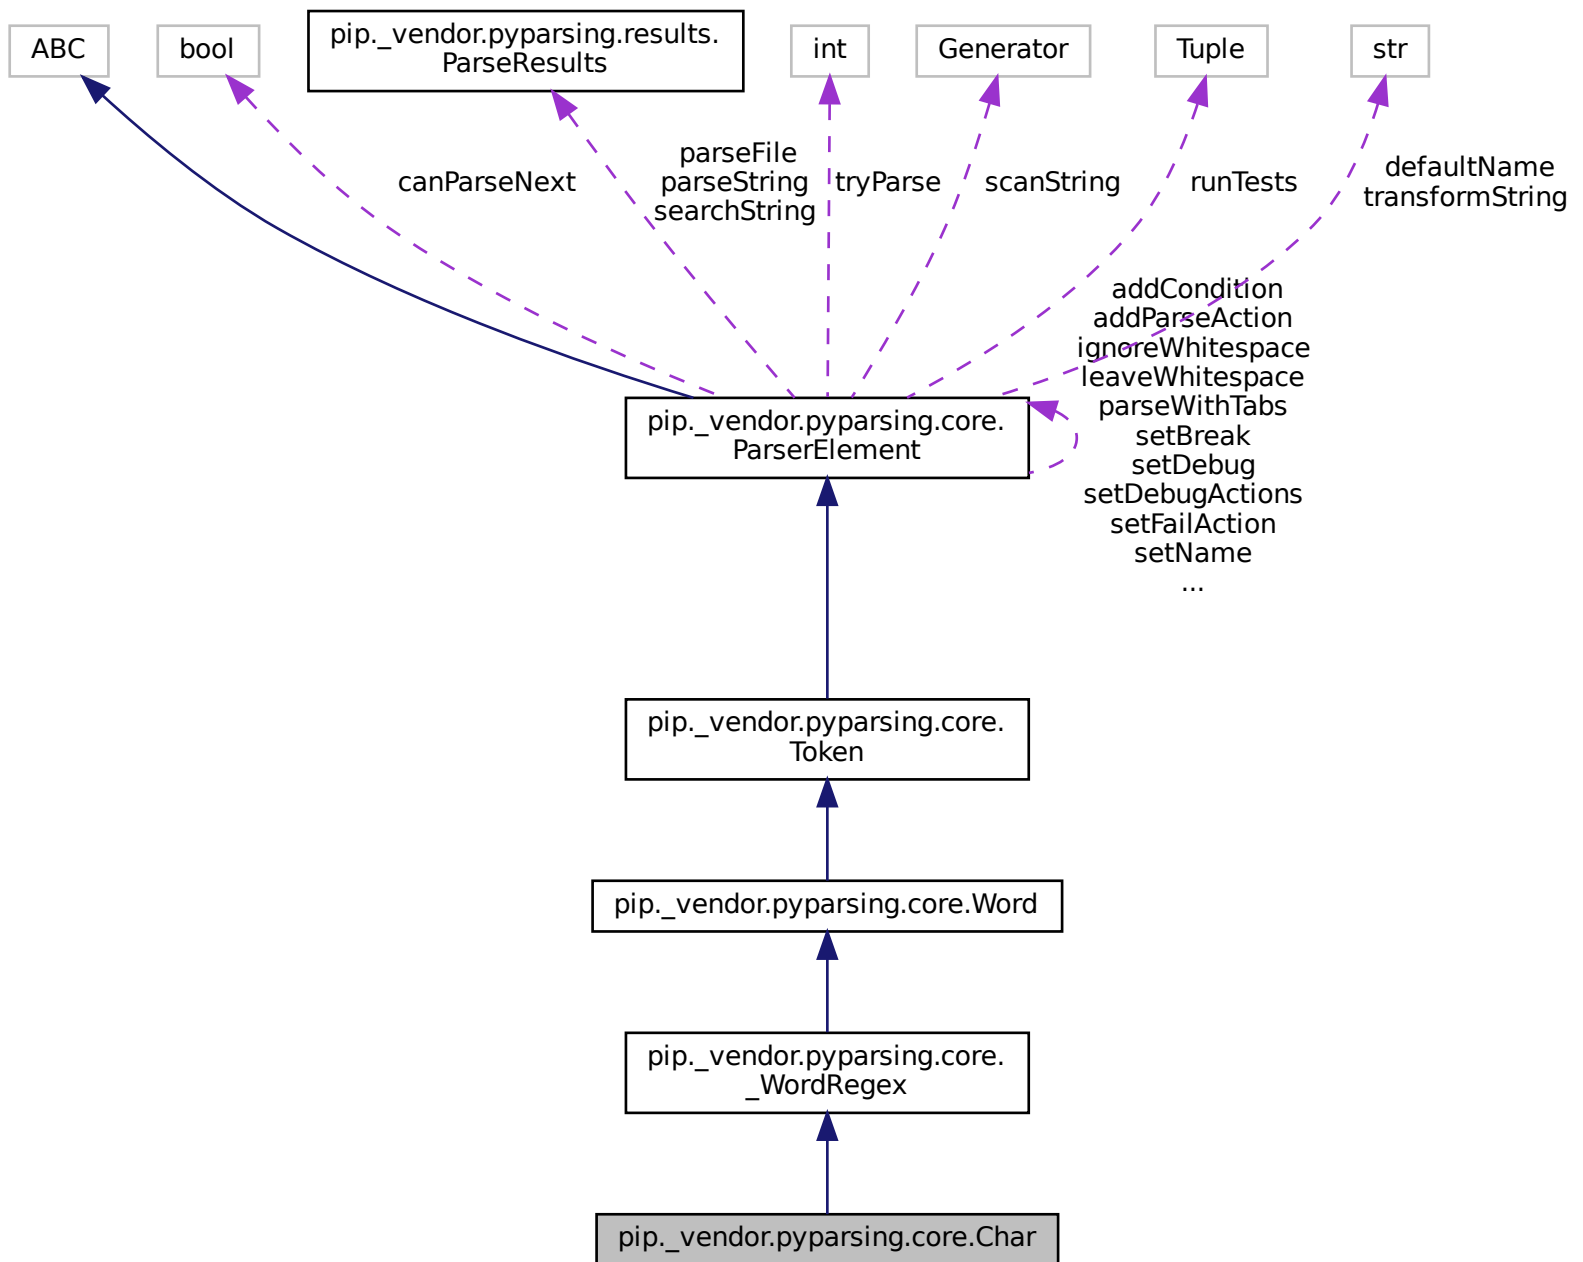 ABC
bool
pip._vendor.pyparsing.results.
ParseResults
int
Generator
Tuple
str
canParseNext
parseFile
parseString
searchString
tryParse
scanString
runTests
defaultName
transformString
addCondition
addParseAction
ignoreWhitespace
leaveWhitespace
parseWithTabs
setBreak
setDebug
setDebugActions
setFailAction
setName
...
pip._vendor.pyparsing.core.
ParserElement
pip._vendor.pyparsing.core.
Token
pip._vendor.pyparsing.core.Word
pip._vendor.pyparsing.core.
_WordRegex
pip._vendor.pyparsing.core.Char